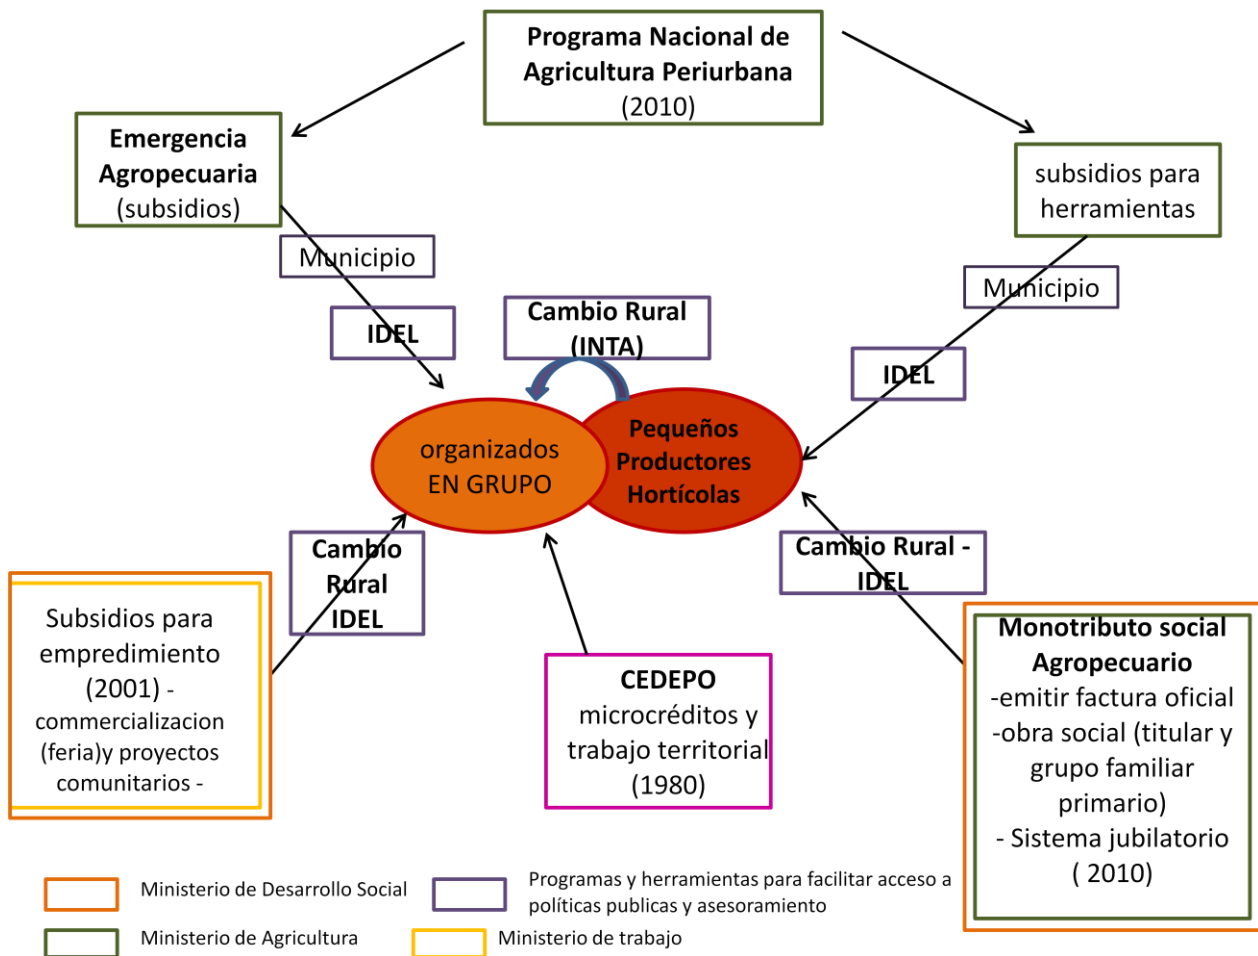 Programa Nacional de
Agricultura Periurbana
(2010)
Emergencia
Agropecuaria
(subsidios)
subsidios para
herramientas
Municipio
Municipio
IDEL
Cambio Rural
(INTA)
IDEL
organizados
EN GRUPO
Pequeños
Productores
Hortícolas
Cambio
Rural
IDEL
Cambio Rural -
IDEL
Subsidios para
empredimiento
(2001) -
commercializacion
(feria)y proyectos
comunitarios -
CEDEPO
microcréditos y
trabajo territorial
(1980)
Monotributo social
Agropecuario
-emitir factura oficial
-obra social (titular y
grupo familiar
primario)
- Sistema jubilatorio
( 2010)
Ministerio de Desarrollo Social
Programas y herramientas para facilitar acceso a
políticas publicas y asesoramiento
Ministerio de Agricultura
Ministerio de trabajo